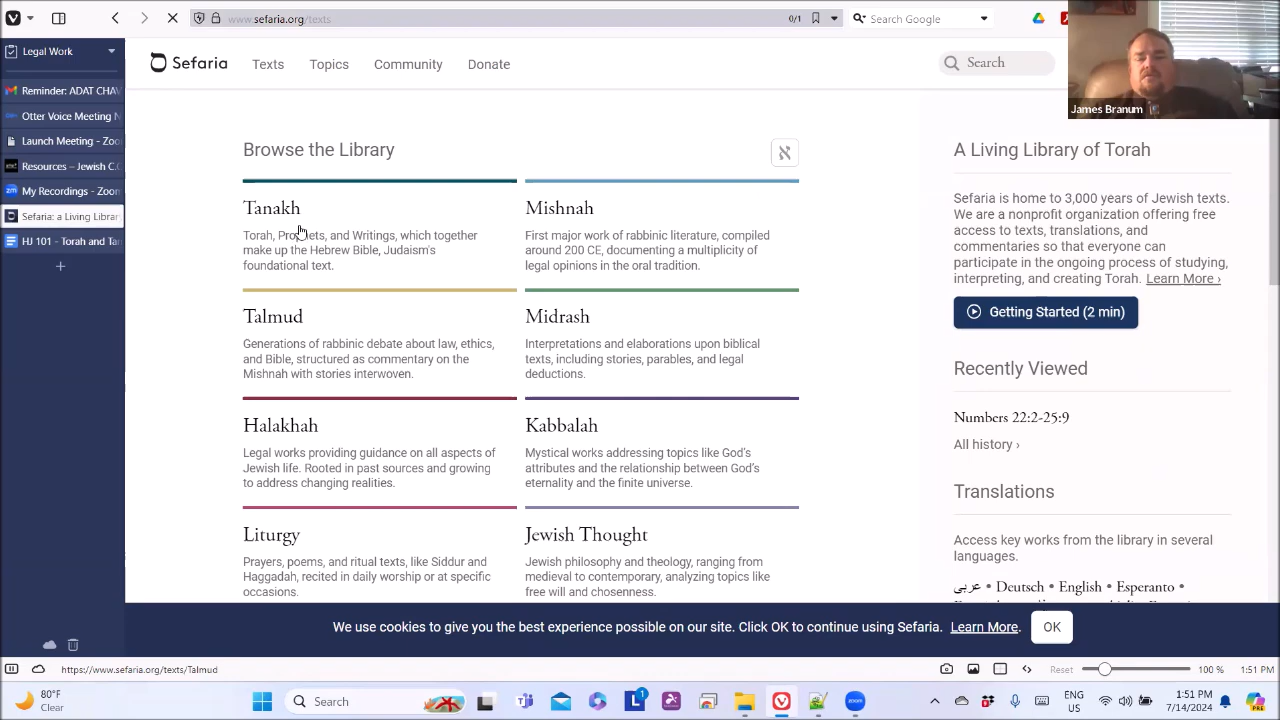 www.sefaria.org/texts
0/1
Search Google
Legal Work
Reminder: ADAT CHAV
Otter Voice Meeting N
Launch Meeting - Zoo
Resources – Jewish C.O
My Recordings - Zoom
Sefaria: a Living Librar
HJ 101 - Torah and Ta
Sefaria
Texts
Topics
Community
Donate
Search
James Branum
Browse the Library
א
Tanakh
Torah, Prophets, and Writings, which together
make up the Hebrew Bible, Judaism's
foundational text.
Mishnah
First major work of rabbinic literature, compiled
around 200 CE, documenting a multiplicity of
legal opinions in the oral tradition.
Talmud
Generations of rabbinic debate about law, ethics,
and Bible, structured as commentary on the
Mishnah with stories interwoven.
Midrash
Interpretations and elaborations upon biblical
texts, including stories, parables, and legal
deductions.
Halakhah
Legal works providing guidance on all aspects of
Jewish life. Rooted in past sources and growing
to address changing realities.
Kabbalah
Mystical works addressing topics like God's
attributes and the relationship between God's
eternality and the finite universe.
Liturgy
Prayers, poems, and ritual texts, like Siddur and
Haggadah, recited in daily worship or at specific
occasions.
Jewish Thought
Jewish philosophy and theology, ranging from
medieval to contemporary, analyzing topics like
free will and chosenness.
A Living Library of Torah
Sefaria is home to 3,000 years of Jewish texts.
We are a nonprofit organization offering free
access to texts, translations, and
commentaries so that everyone can
participate in the ongoing process of studying,
interpreting, and creating Torah. Learn More ›
Getting Started (2 min)
Recently Viewed
Numbers 22:2-25:9
All history ›
Translations
Access key works from the library in several
languages.
عربى • Deutsch • English • Esperanto •
We use cookies to give you the best experience possible on our site. Click OK to continue using Sefaria. Learn More.
OK
https://www.sefaria.org/texts/Talmud
Reset
100 %
1:51 PM
80°F
Clear
Search
1
ENG
US
1:51 PM
7/14/2024
PRE